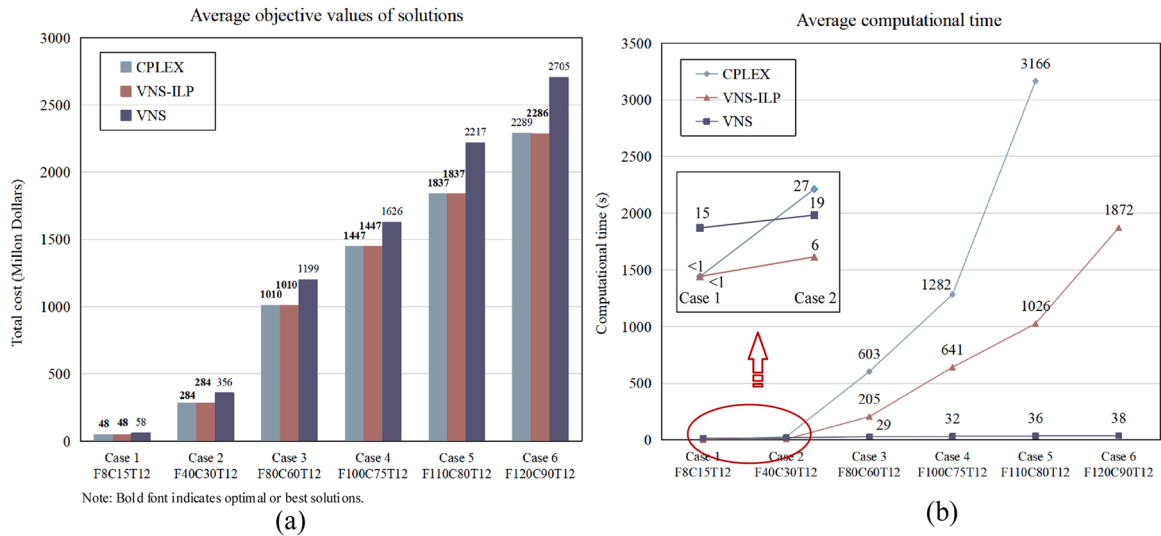 Average objective values of solutions
3000
2500
2000
1500
1000
500
0
Total cost (Millon Dollars)
CPLEX
VNS-ILP
VNS
48 48 58
284 284 356
1010 1010 1199
1447 1447 1626
1837 1837 2217
2289 2286 2705
Case 1 Case 2 Case 3 Case 4 Case 5 Case 6
F8C15T12 F40C30T12 F80C60T12 F100C75T12 F110C80T12 F120C90T12
Note: Bold font indicates optimal or best solutions.
(a)
Average computational time
3500
3000
2500
2000
1500
1000
500
0
Computational time (s)
CPLEX
VNS-ILP
VNS
27
15 19
6
<1
<1
Case 1 Case 2
3166
1872
1282
1026
603 641
205
29 32 36 38
Case 1 Case 2 Case 3 Case 4 Case 5 Case 6
F8C15T12 F40C30T12 F80C60T12 F100C75T12 F110C80T12 F120C90T12
(b)